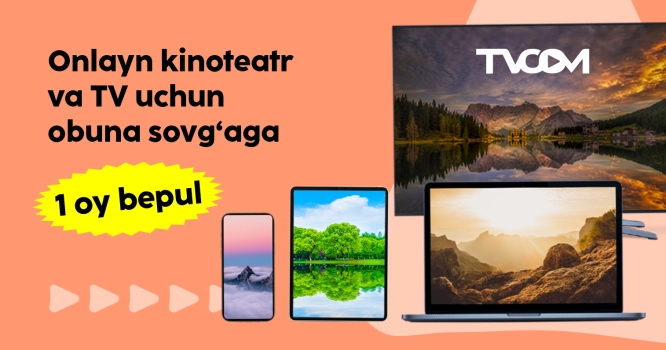 Onlayn kinoteatr
va TV uchun
obuna sovg‘aga
1 oy bepul
TVCOM